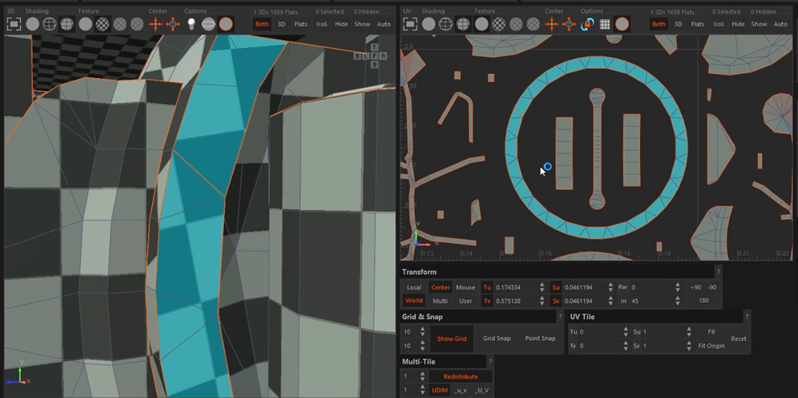 3D Shading Texture Center Options 1 3Ds 1659 Flats 0 Selected 0 Hidden
Both 3D Flats Isol. Hide Show Auto
T
B L F R
B
UV Shading Texture Center Options 1 3Ds 1659 Flats 0 Selected 0 Hidden
Both 3D Flats Isol. Hide Show Auto
0.8
0.13 0.14 0.16 0.18 0.19 0.21 0.22
Transform ?
Local Center Mouse Tu 0.174334 Su 0.0461194 Rw 0 +90 -90
World Multi User Tv 0.575138 Sv 0.0461194 In 45 180
Grid & Snap ? UV Tile ?
10 Show Grid Grid Snap Point Snap Tu 0 Su 1 Fit Reset
10 Tv 0 Sv 1 Fit Origin
Multi-Tile ?
1 Redistribute
1 UDIM _u_v _U_V